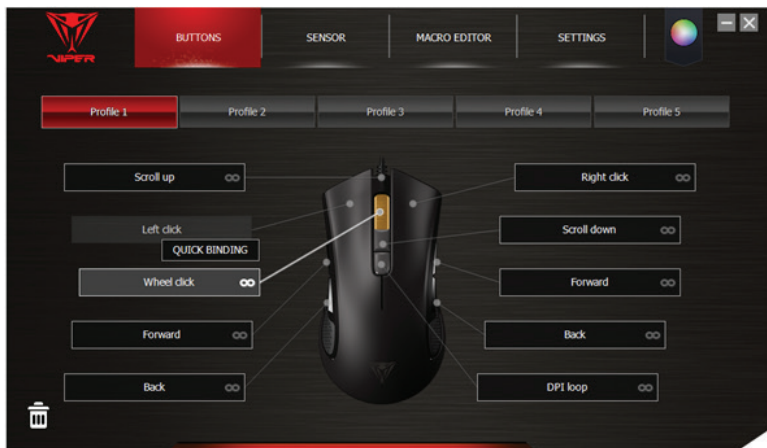 VIPER
BUTTONS
SENSOR
MACRO EDITOR
SETTINGS
Profile 1
Profile 2
Profile 3
Profile 4
Profile 5
Scroll up
Right click
Left click
Scroll down
QUICK BINDING
Wheel click
Forward
Forward
Back
Back
DPI loop